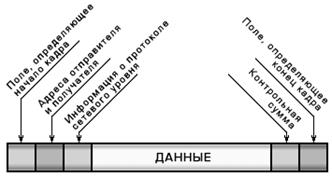 Поле, определяющее
начало кадра
Адреса отправителя
и получателя
Информация о протоколе
сетевого уровня
Контрольная
сумма
Поле, определяющее
конец кадра
ДАННЫЕ